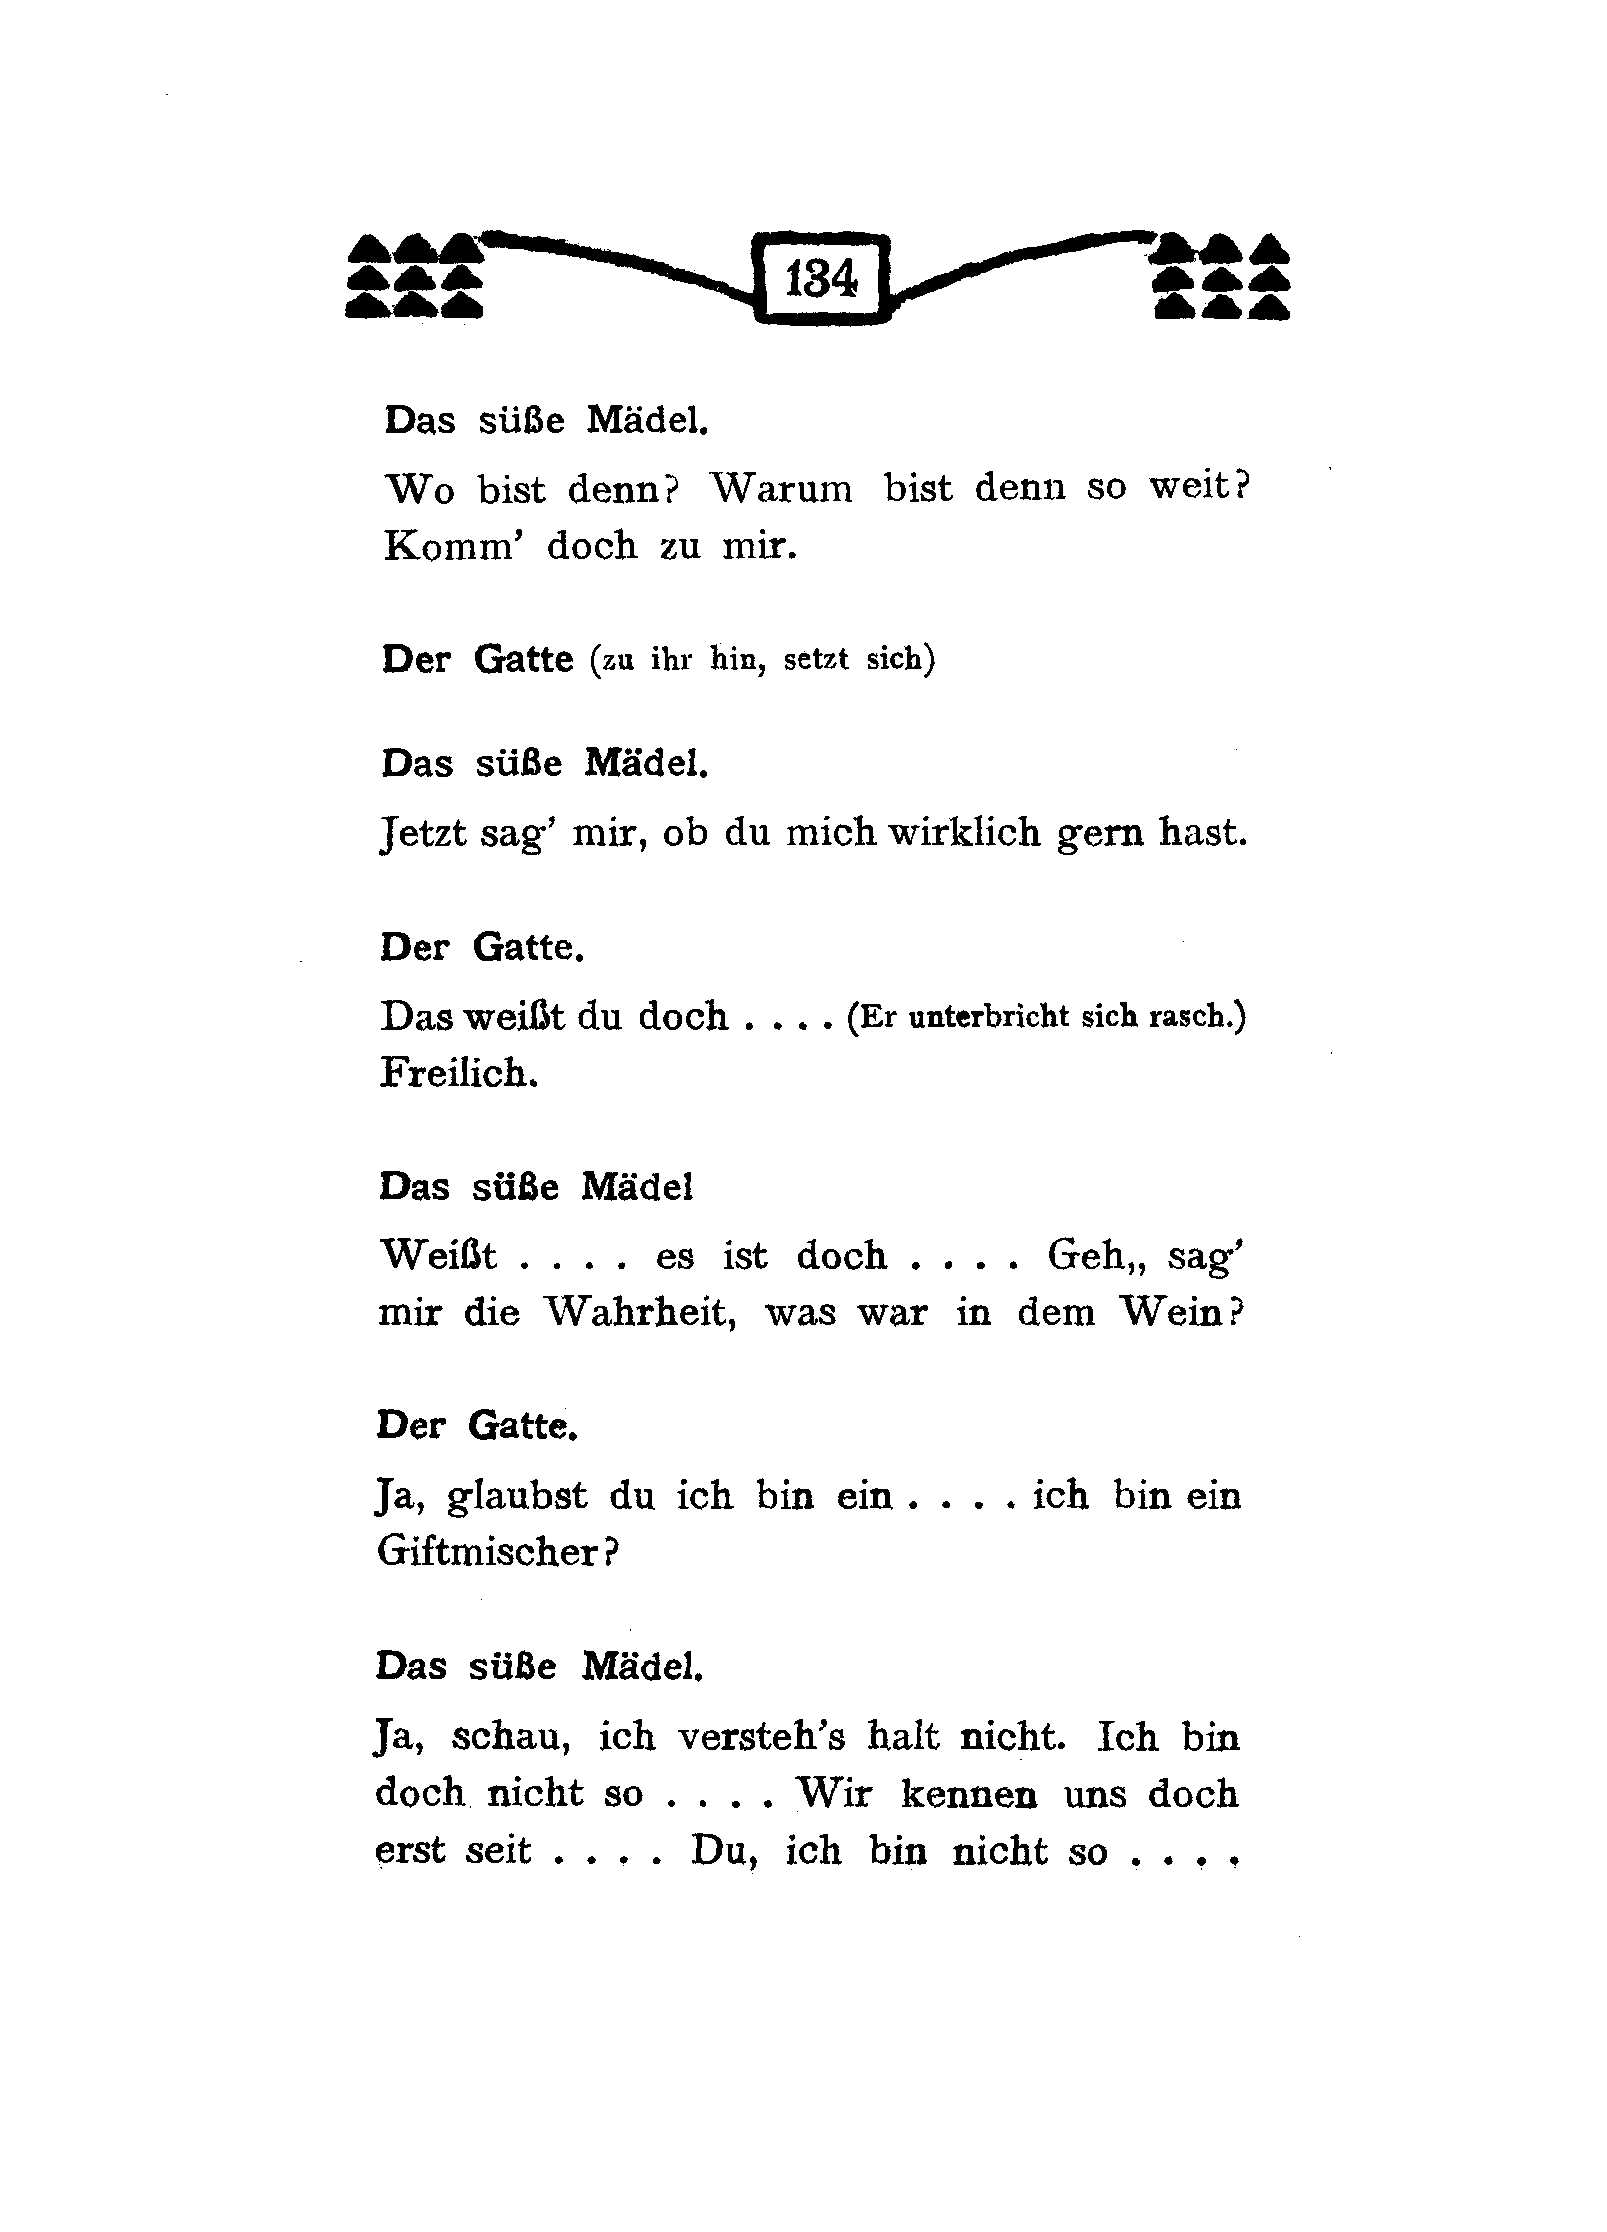 134
Das süße Mädel.
Wo bist denn? Warum bist denn so weit?
Komm’ doch zu mir.
Der Gatte (zu ihr hin, setzt sich)
Das süße Mädel.
Jetzt sag’ mir, ob du mich wirklich gern hast.
Der Gatte.
Das weißt du doch . . . . (Er unterbricht sich rasch.)
Freilich.
Das süße Mädel
Weißt . . . . es ist doch . . . . Geh,, sag’
mir die Wahrheit, was war in dem Wein?
Der Gatte.
Ja, glaubst du ich bin ein . . . . ich bin ein
Giftmischer?
Das süße Mädel.
Ja, schau, ich versteh’s halt nicht. Ich bin
doch nicht so . . . . Wir kennen uns doch
erst seit . . . . Du, ich bin nicht so . . . .